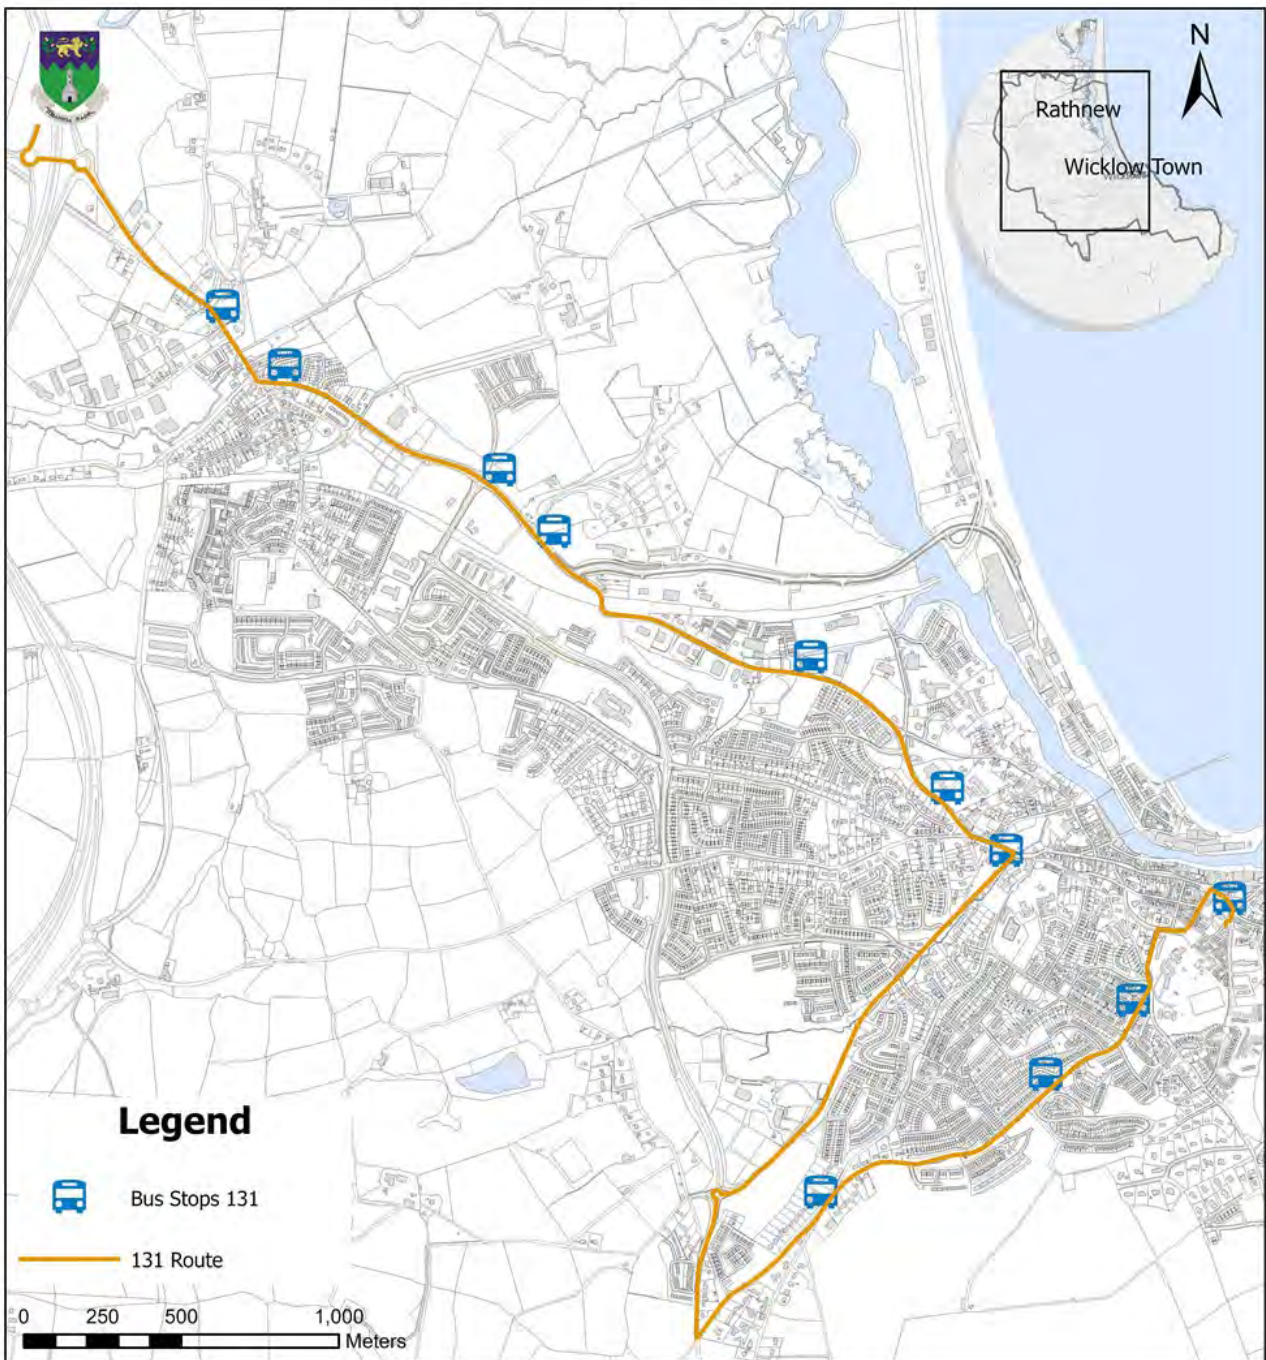 N
Rathnew
Wicklow Town
Legend
Bus Stops 131
131 Route
0 250 500 1,000
Meters